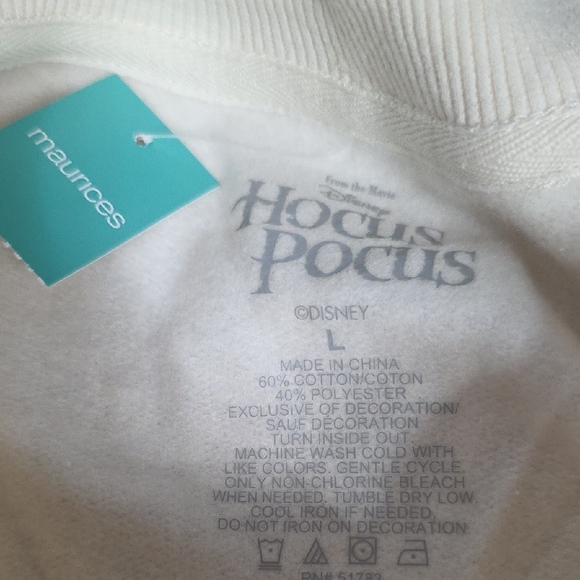 maurices
From the Movie
Disney
HOCUS
POCUS
©DISNEY
L
MADE IN CHINA
60% COTTON/COTON
40% POLYESTER
EXCLUSIVE OF DECORATION/
SAUF DÉCORATION
TURN INSIDE OUT.
MACHINE WASH COLD WITH
LIKE COLORS. GENTLE CYCLE.
ONLY NON-CHLORINE BLEACH
WHEN NEEDED. TUMBLE DRY LOW.
COOL IRON IF NEEDED.
DO NOT IRON ON DECORATION
RN# 51783